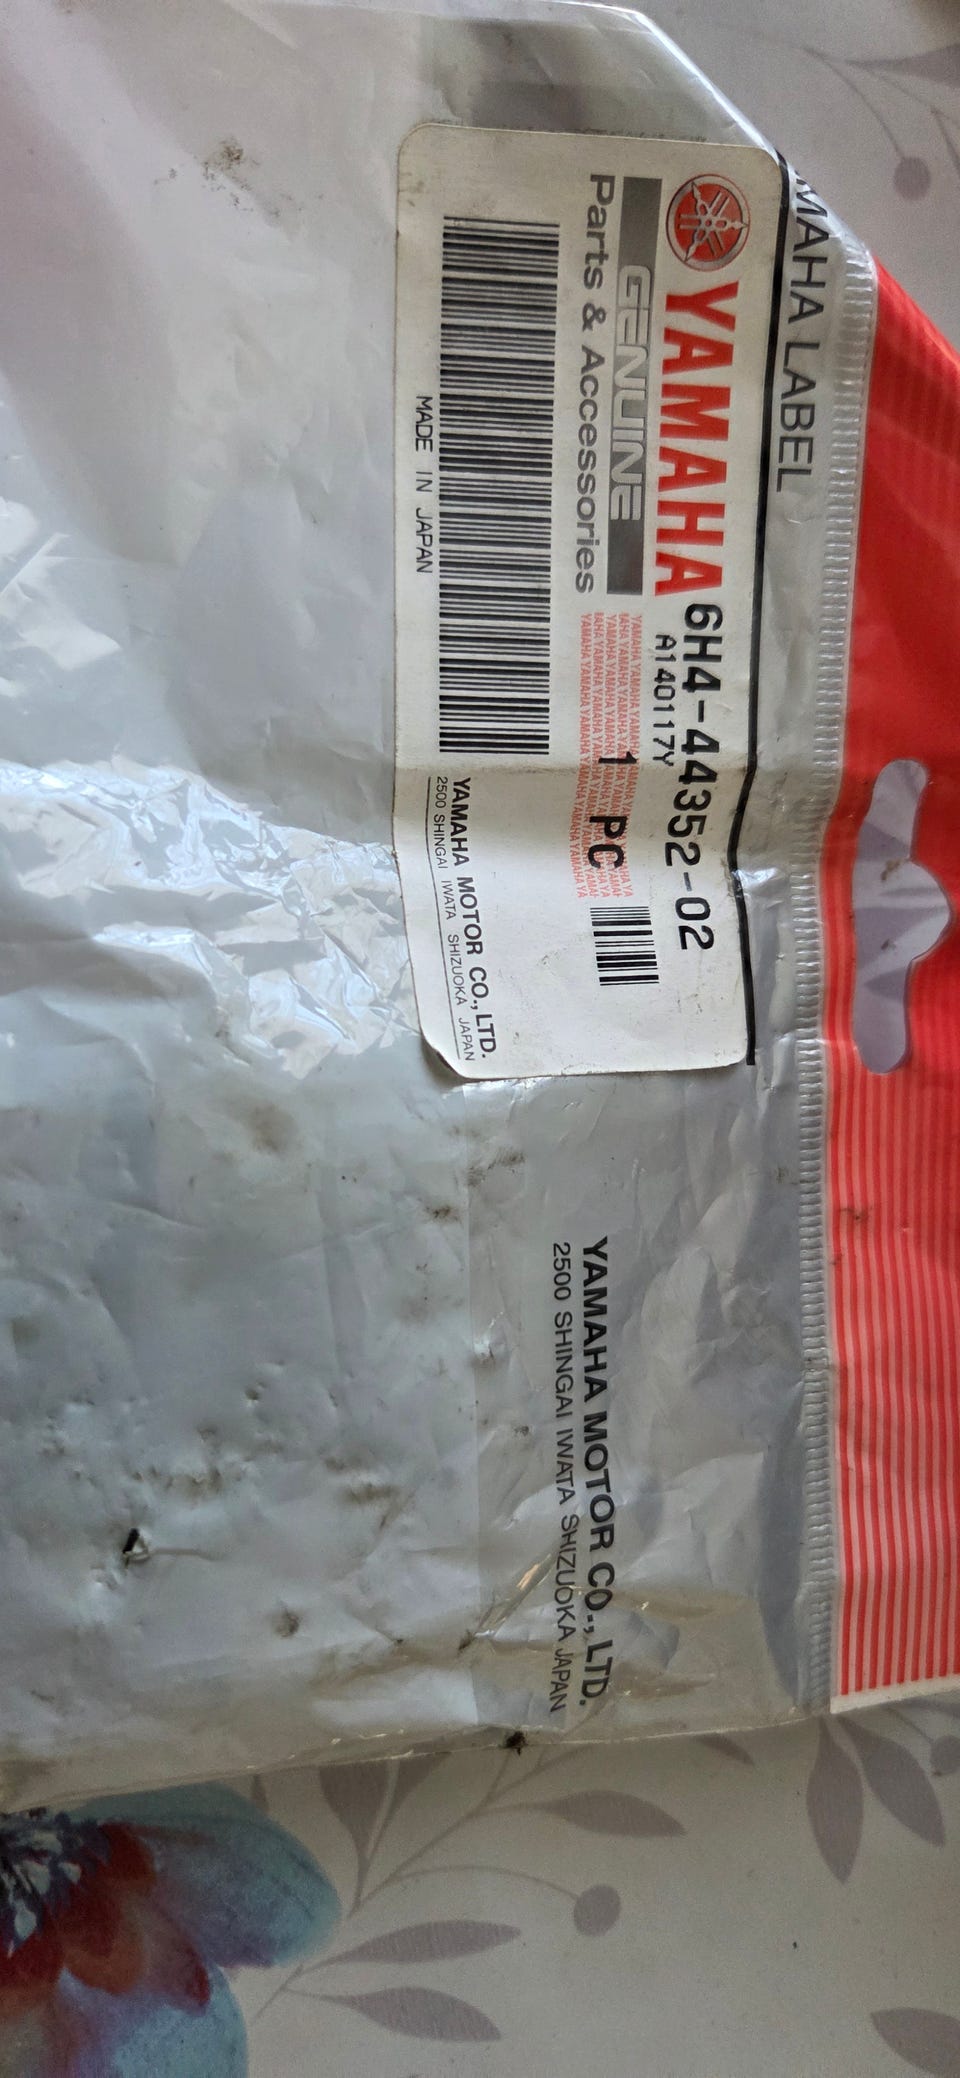 MAHA LABEL
YAMAHA
6H4-44352-02
A140117Y
GENUINE
Parts & Accessories
1 PC
MADE IN JAPAN
YAMAHA MOTOR CO., LTD.
2500 SHINGAI IWATA SHIZUOKA JAPAN
YAMAHA MOTOR CO., LTD.
2500 SHINGAI IWATA SHIZUOKA JAPAN